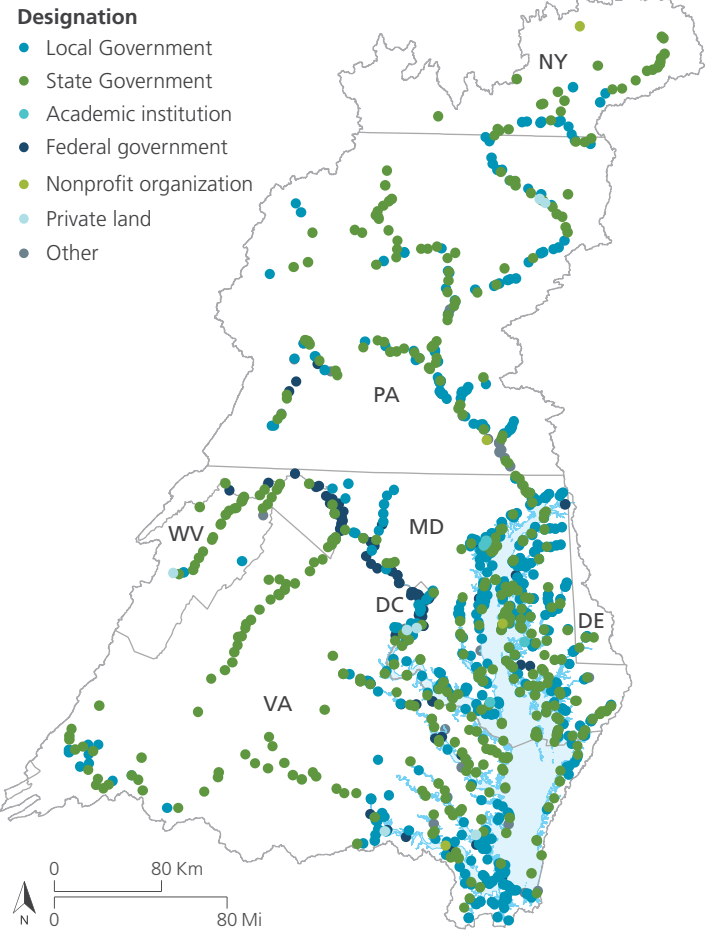 Designation
Local Government
State Government
Academic institution
Federal government
Nonprofit organization
Private land
Other
NY
PA
WV
MD
DC
DE
VA
0 80 Km
0 80 Mi
N